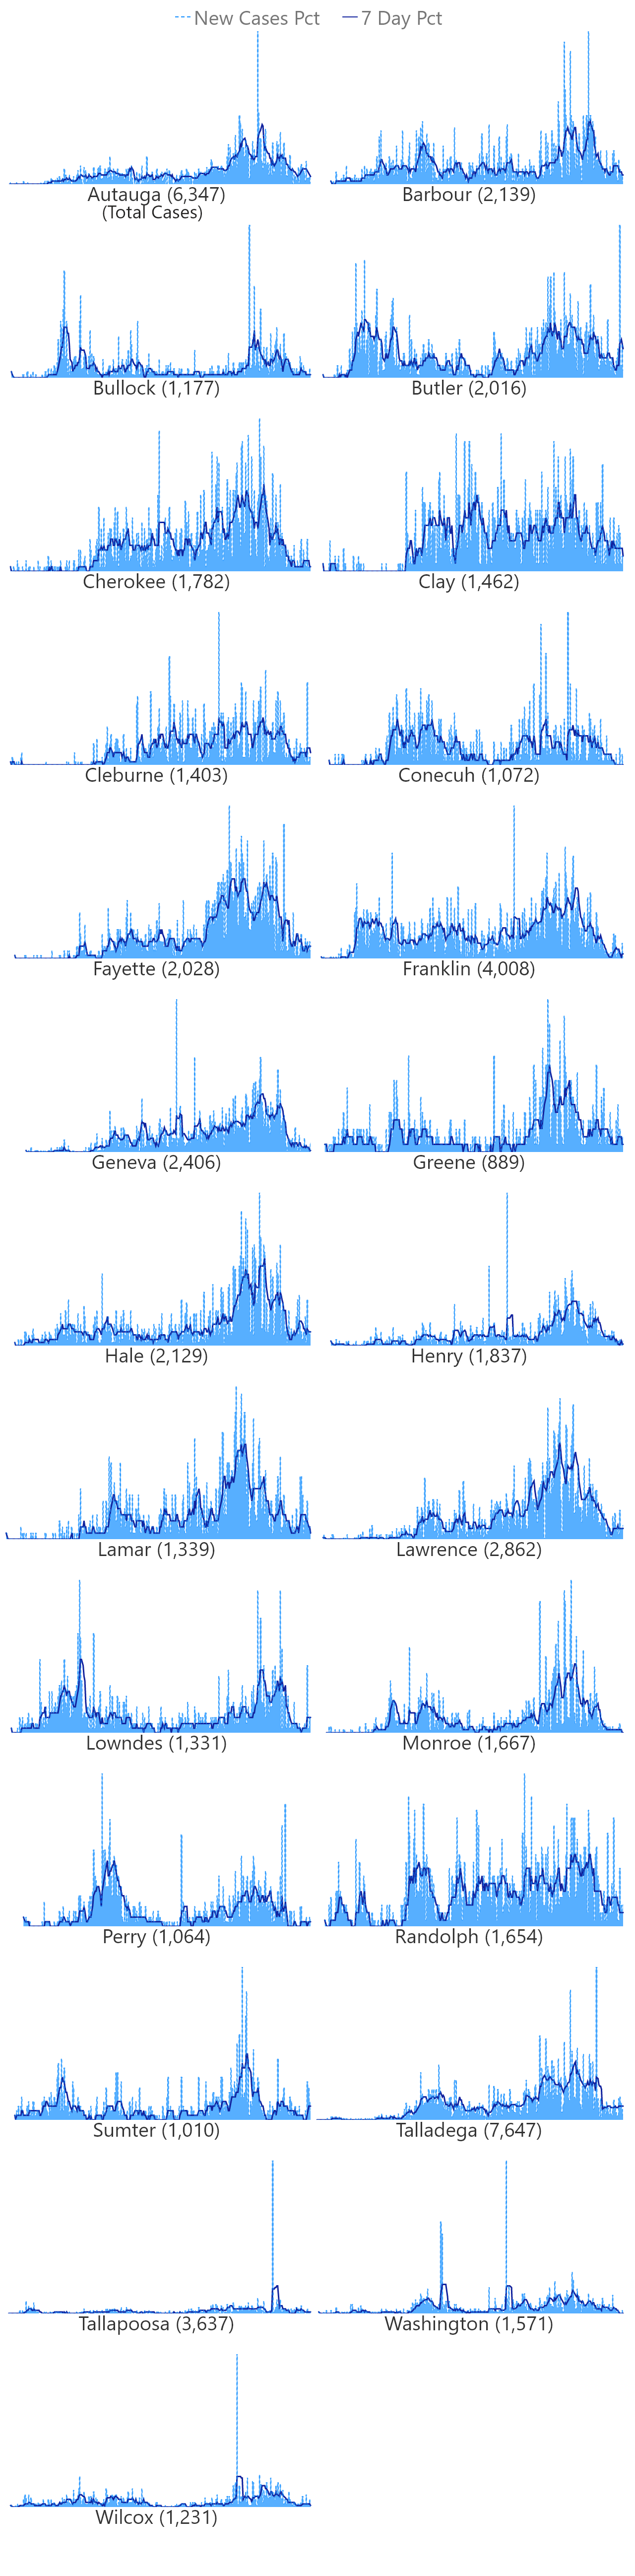 New Cases Pct 7 Day Pct
Autauga (6,347) Barbour (2,139)
(Total Cases)
Bullock (1,177) Butler (2,016)
Cherokee (1,782) Clay (1,462)
Cleburne (1,403) Conecuh (1,072)
Fayette (2,028) Franklin (4,008)
Geneva (2,406) Greene (889)
Hale (2,129) Henry (1,837)
Lamar (1,339) Lawrence (2,862)
Lowndes (1,331) Monroe (1,667)
Perry (1,064) Randolph (1,654)
Sumter (1,010) Talladega (7,647)
Tallapoosa (3,637) Washington (1,571)
Wilcox (1,231)